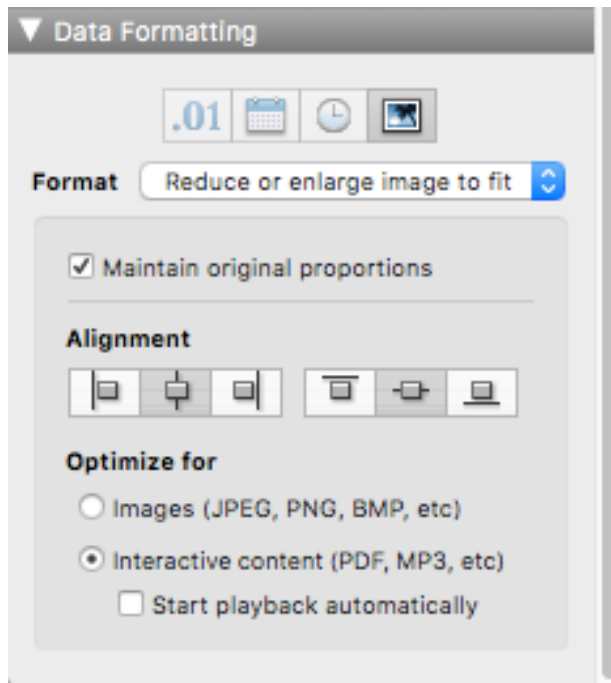 Data Formatting
.01
Format Reduce or enlarge image to fit
Maintain original proportions
Alignment
Optimize for
Images (JPEG, PNG, BMP, etc)
Interactive content (PDF, MP3, etc)
Start playback automatically